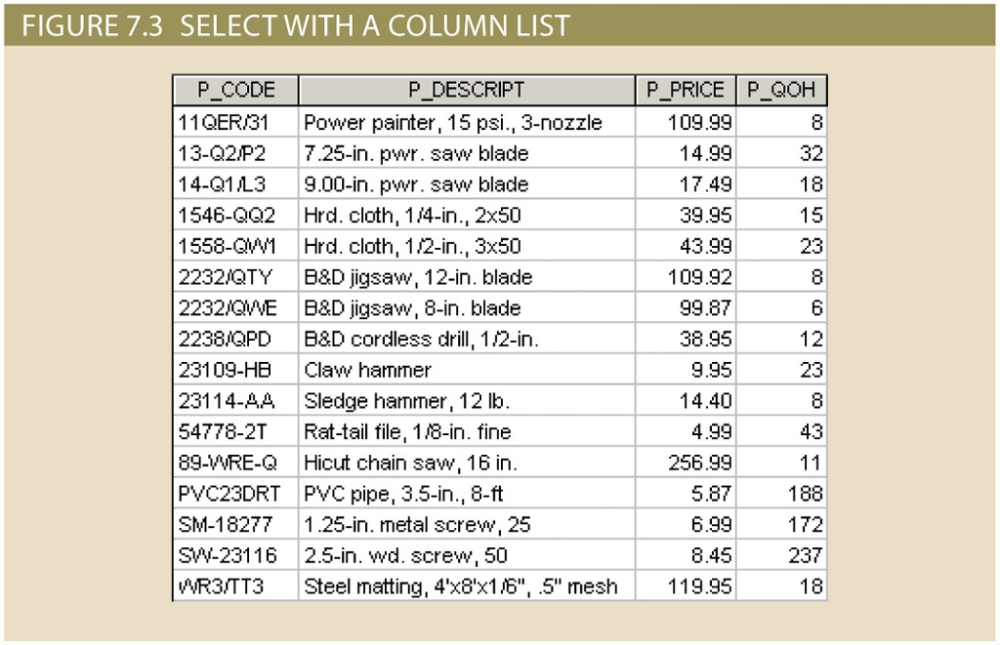 FIGURE 7.3 SELECT WITH A COLUMN LIST
P_CODE P_DESCRIPT P_PRICE P_QOH
11QER/31 Power painter, 15 psi., 3-nozzle 109.99 8
13-Q2/P2 7.25-in. pwr. saw blade 14.99 32
14-Q1/L3 9.00-in. pwr. saw blade 17.49 18
1546-QQ2 Hrd. cloth, 1/4-in., 2x50 39.95 15
1558-QW1 Hrd. cloth, 1/2-in., 3x50 43.99 23
2232/QTY B&D jigsaw, 12-in. blade 109.92 8
2232/QWE B&D jigsaw, 8-in. blade 99.87 6
2238/QPD B&D cordless drill, 1/2-in. 38.95 12
23109-HB Claw hammer 9.95 23
23114-AA Sledge hammer, 12 lb. 14.40 8
54778-2T Rat-tail file, 1/8-in. fine 4.99 43
89-WRE-Q Hicut chain saw, 16 in. 256.99 11
PVC23DRT PVC pipe, 3.5-in., 8-ft 5.87 188
SM-18277 1.25-in. metal screw, 25 6.99 172
SW-23116 2.5-in. wd. screw, 50 8.45 237
WR3/TT3 Steel matting, 4'x8'x1/6", .5" mesh 119.95 18